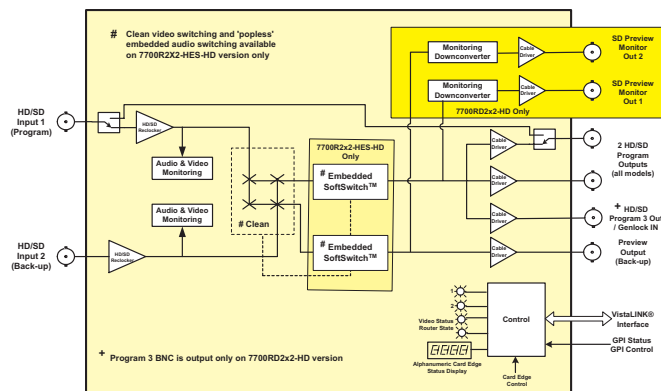 # Clean video switching and 'popless'
embedded audio switching available
on 7700R2X2-HES-HD version only
Monitoring
Downconverter
Cable
Driver
SD Preview
Monitor
Out 2
Monitoring
Downconverter
Cable
Driver
SD Preview
Monitor
Out 1
7700RD2x2-HD Only
HD/SD
Input 1
(Program)
HD/SD
Reclocker
Audio & Video
Monitoring
7700R2x2-HES-HD
Only
# Embedded
SoftSwitch™
# Clean
Audio & Video
Monitoring
# Embedded
SoftSwitch™
HD/SD
Input 2
(Back-up)
HD/SD
Reclocker
Cable
Driver
2 HD/SD
Program
Outputs
(all models)
Cable
Driver
Cable
Driver
+ HD/SD
Program 3 Out
/ Genlock IN
Cable
Driver
Preview
Output
(Back-up)
1
2
Video Status
Router State
Alphanumeric Card Edge
Status Display
Control
VistaLINK®
Interface
GPI Status
GPI Control
Card Edge
Control
+ Program 3 BNC is output only on 7700RD2x2-HD version